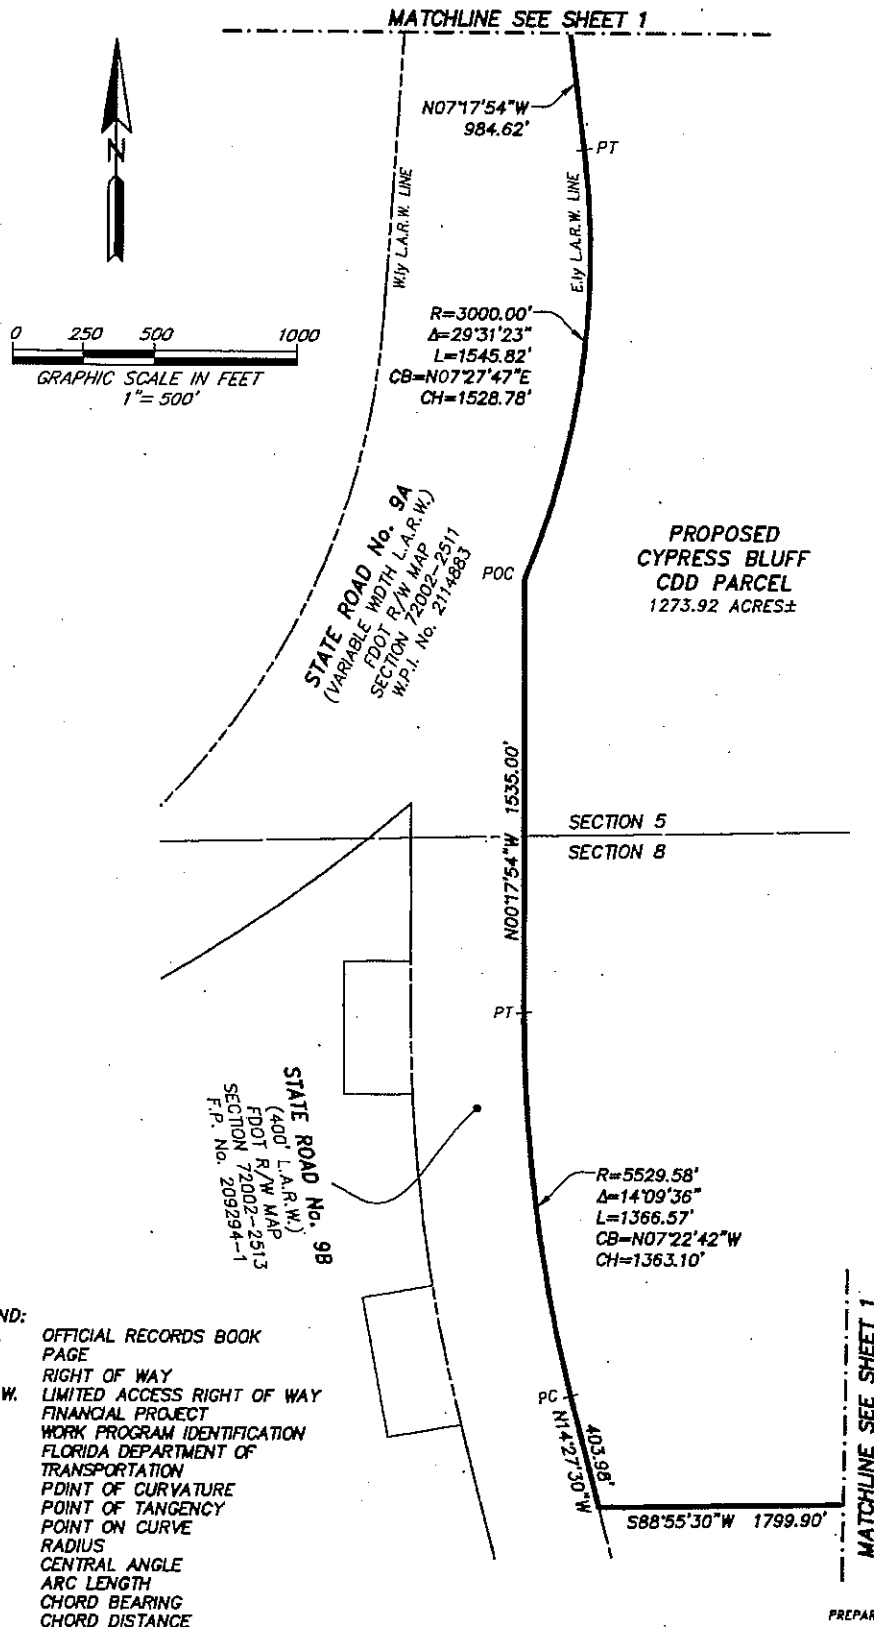 MATCHLINE SEE SHEET 1
N07°17'54"W
984.62'
PT
N
W.ly L.A.R.W. LINE
E.ly L.A.R.W. LINE
0 250 500 1000
GRAPHIC SCALE IN FEET
1"= 500'
R=3000.00'
Δ=29°31'23"
L=1545.82'
CB=N07°27'47"E
CH=1528.78'
STATE ROAD No. 9A
(VARIABLE WIDTH L.A.R.W.)
FDOT R/W MAP
SECTION 72002-2511
W.P.I. No. 2114883
POC
PROPOSED
CYPRESS BLUFF
CDD PARCEL
1273.92 ACRES±
N00°17'54"W 1535.00'
SECTION 5
SECTION 8
PT
STATE ROAD No. 9B
(400' L.A.R.W.)
FDOT R/W MAP
SECTION 72002-2513
F.P. No. 209294-1
R=5529.58'
Δ=14°09'36"
L=1366.57'
CB=N07°22'42"W
CH=1363.10'
PC
N14°27'30"W
403.98'
S88°55'30"W 1799.90'
MATCHLINE SEE SHEET 1
ND:
OFFICIAL RECORDS BOOK
PAGE
RIGHT OF WAY
W. LIMITED ACCESS RIGHT OF WAY
FINANCIAL PROJECT
WORK PROGRAM IDENTIFICATION
FLORIDA DEPARTMENT OF
TRANSPORTATION
POINT OF CURVATURE
POINT OF TANGENCY
POINT ON CURVE
RADIUS
CENTRAL ANGLE
ARC LENGTH
CHORD BEARING
CHORD DISTANCE
PREPAR